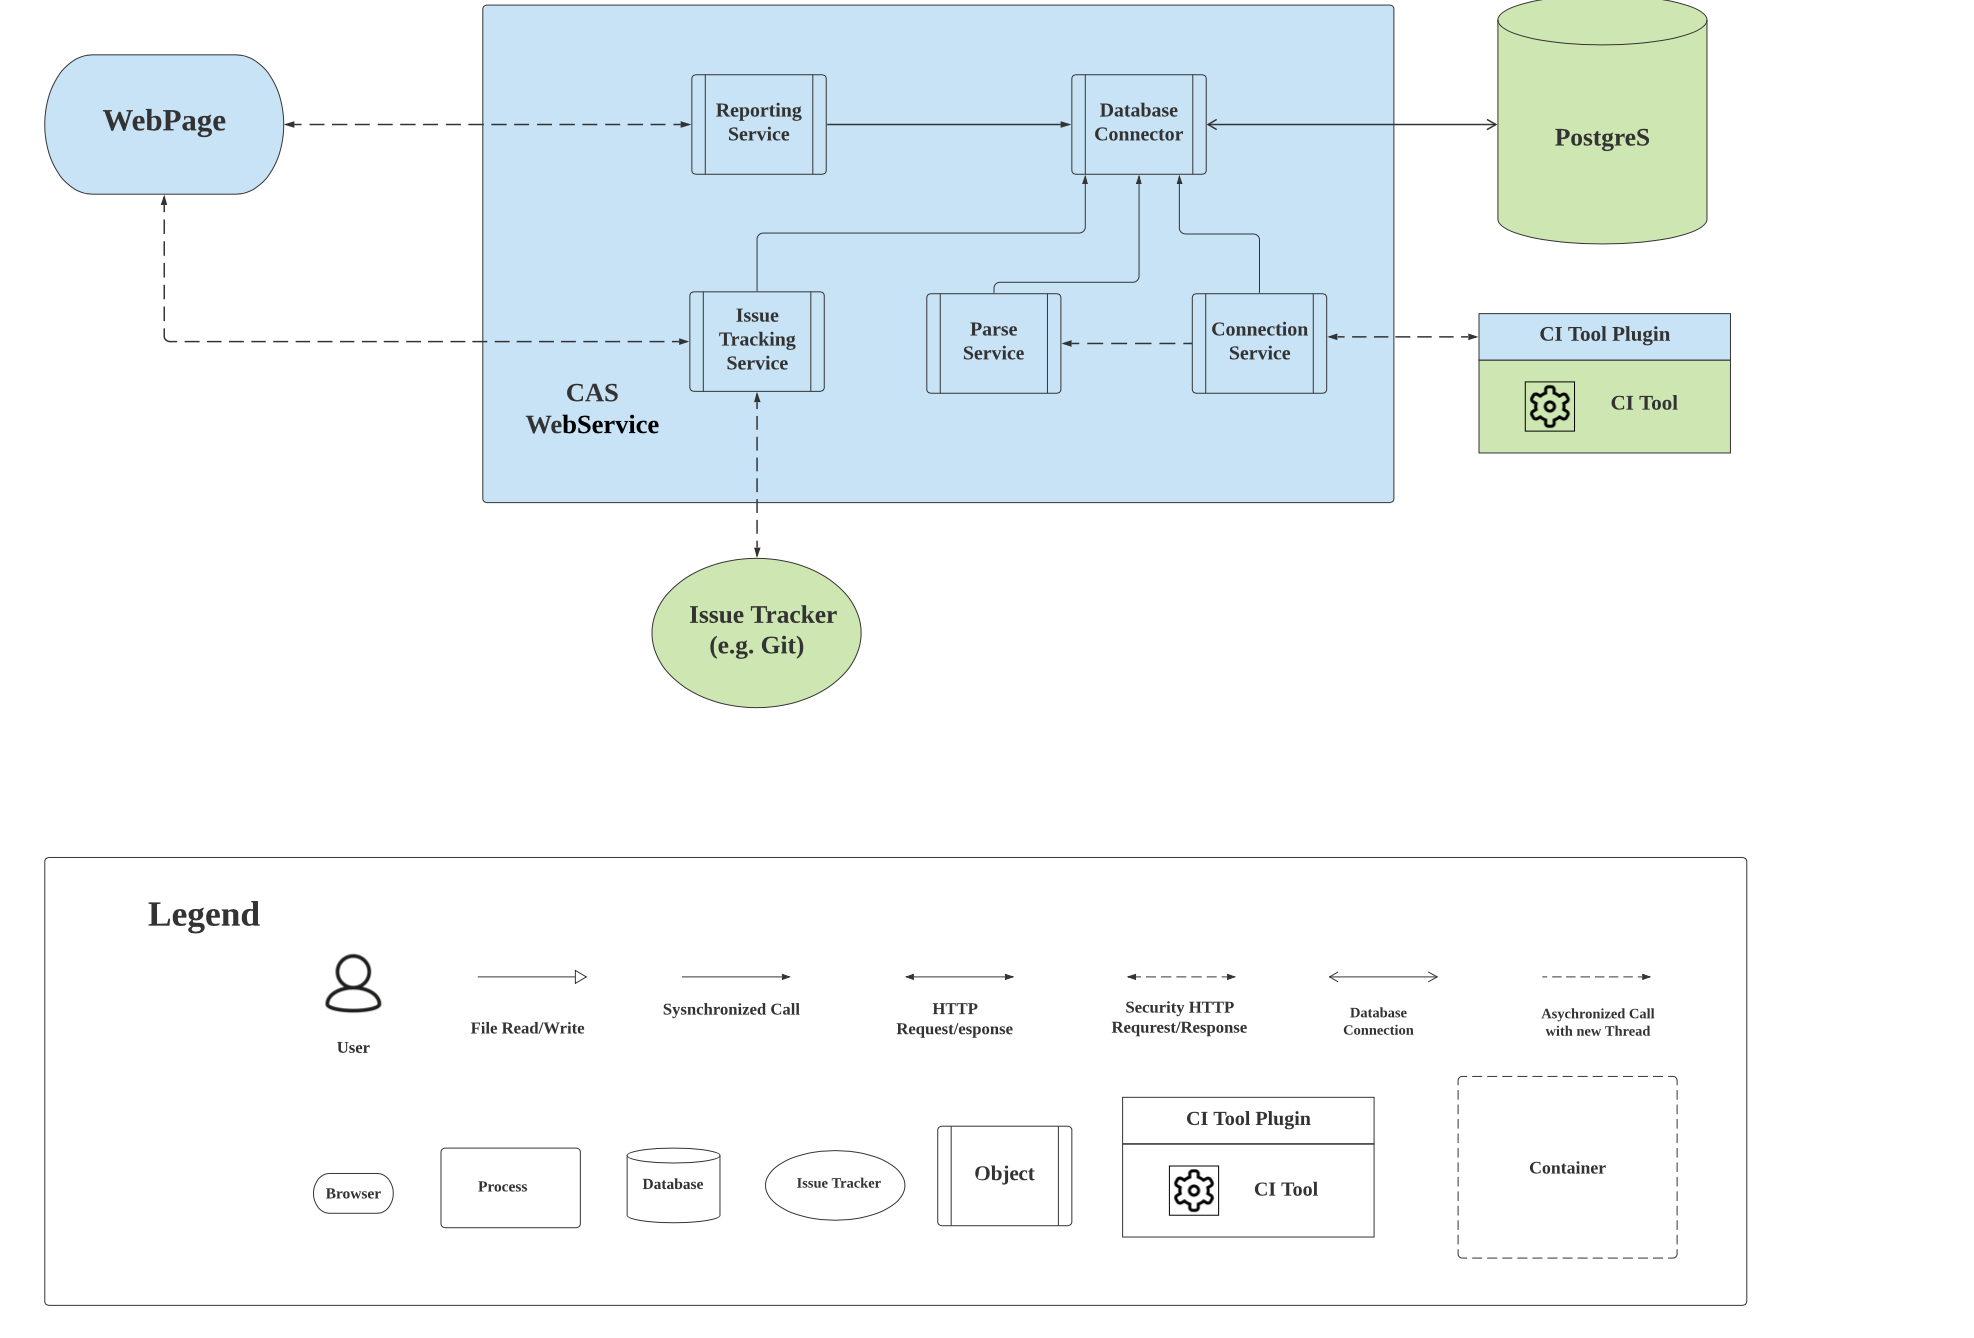 WebPage
Reporting
Service
Database
Connector
PostgreS
Issue
Tracking
Service
Parse
Service
Connection
Service
CI Tool Plugin
CI Tool
CAS
WebService
Issue Tracker
(e.g. Git)
Legend
User
File Read/Write
Sysnchronized Call
HTTP
Request/esponse
Security HTTP
Requrest/Response
Database
Connection
Asychronized Call
with new Thread
Browser
Process
Database
Issue Tracker
Object
CI Tool Plugin
CI Tool
Container